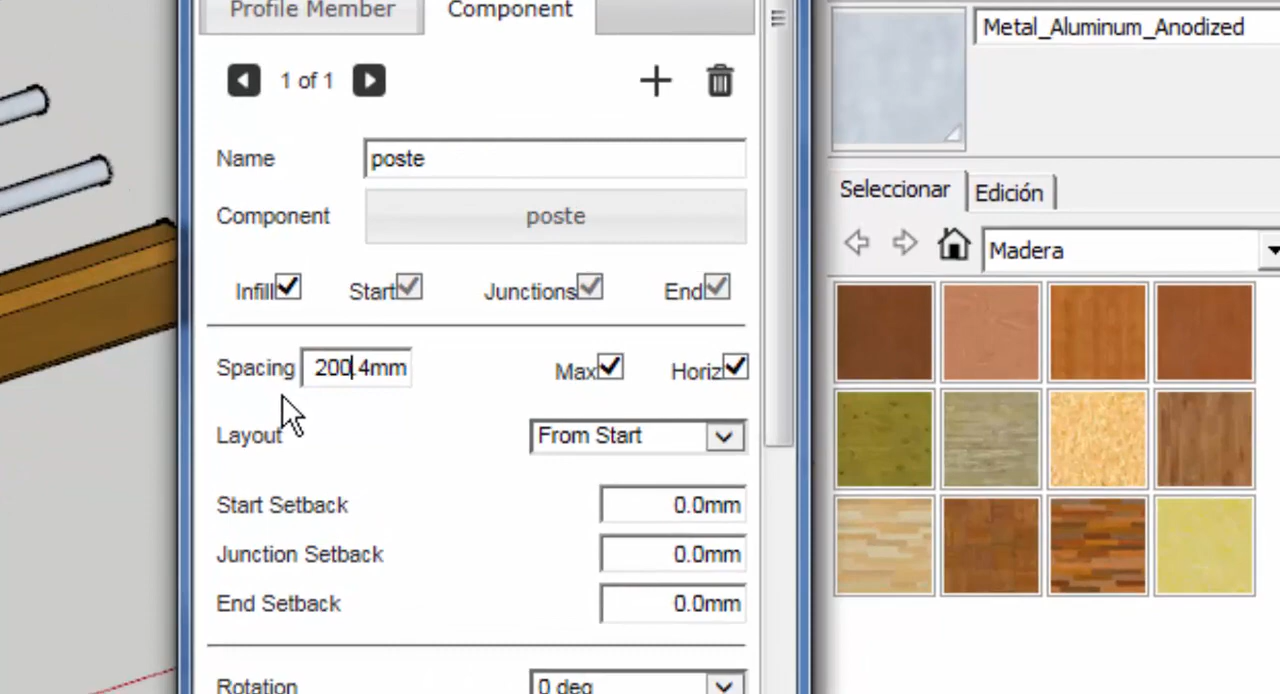 Profile Member
Component
1 of 1
Name
poste
Component
poste
Infill
Start
Junctions
End
Spacing
200.4mm
Max
Horiz
Layout
From Start
Start Setback
0.0mm
Junction Setback
0.0mm
End Setback
0.0mm
Rotation
0 deg
Metal_Aluminum_Anodized
Seleccionar
Edición
Madera